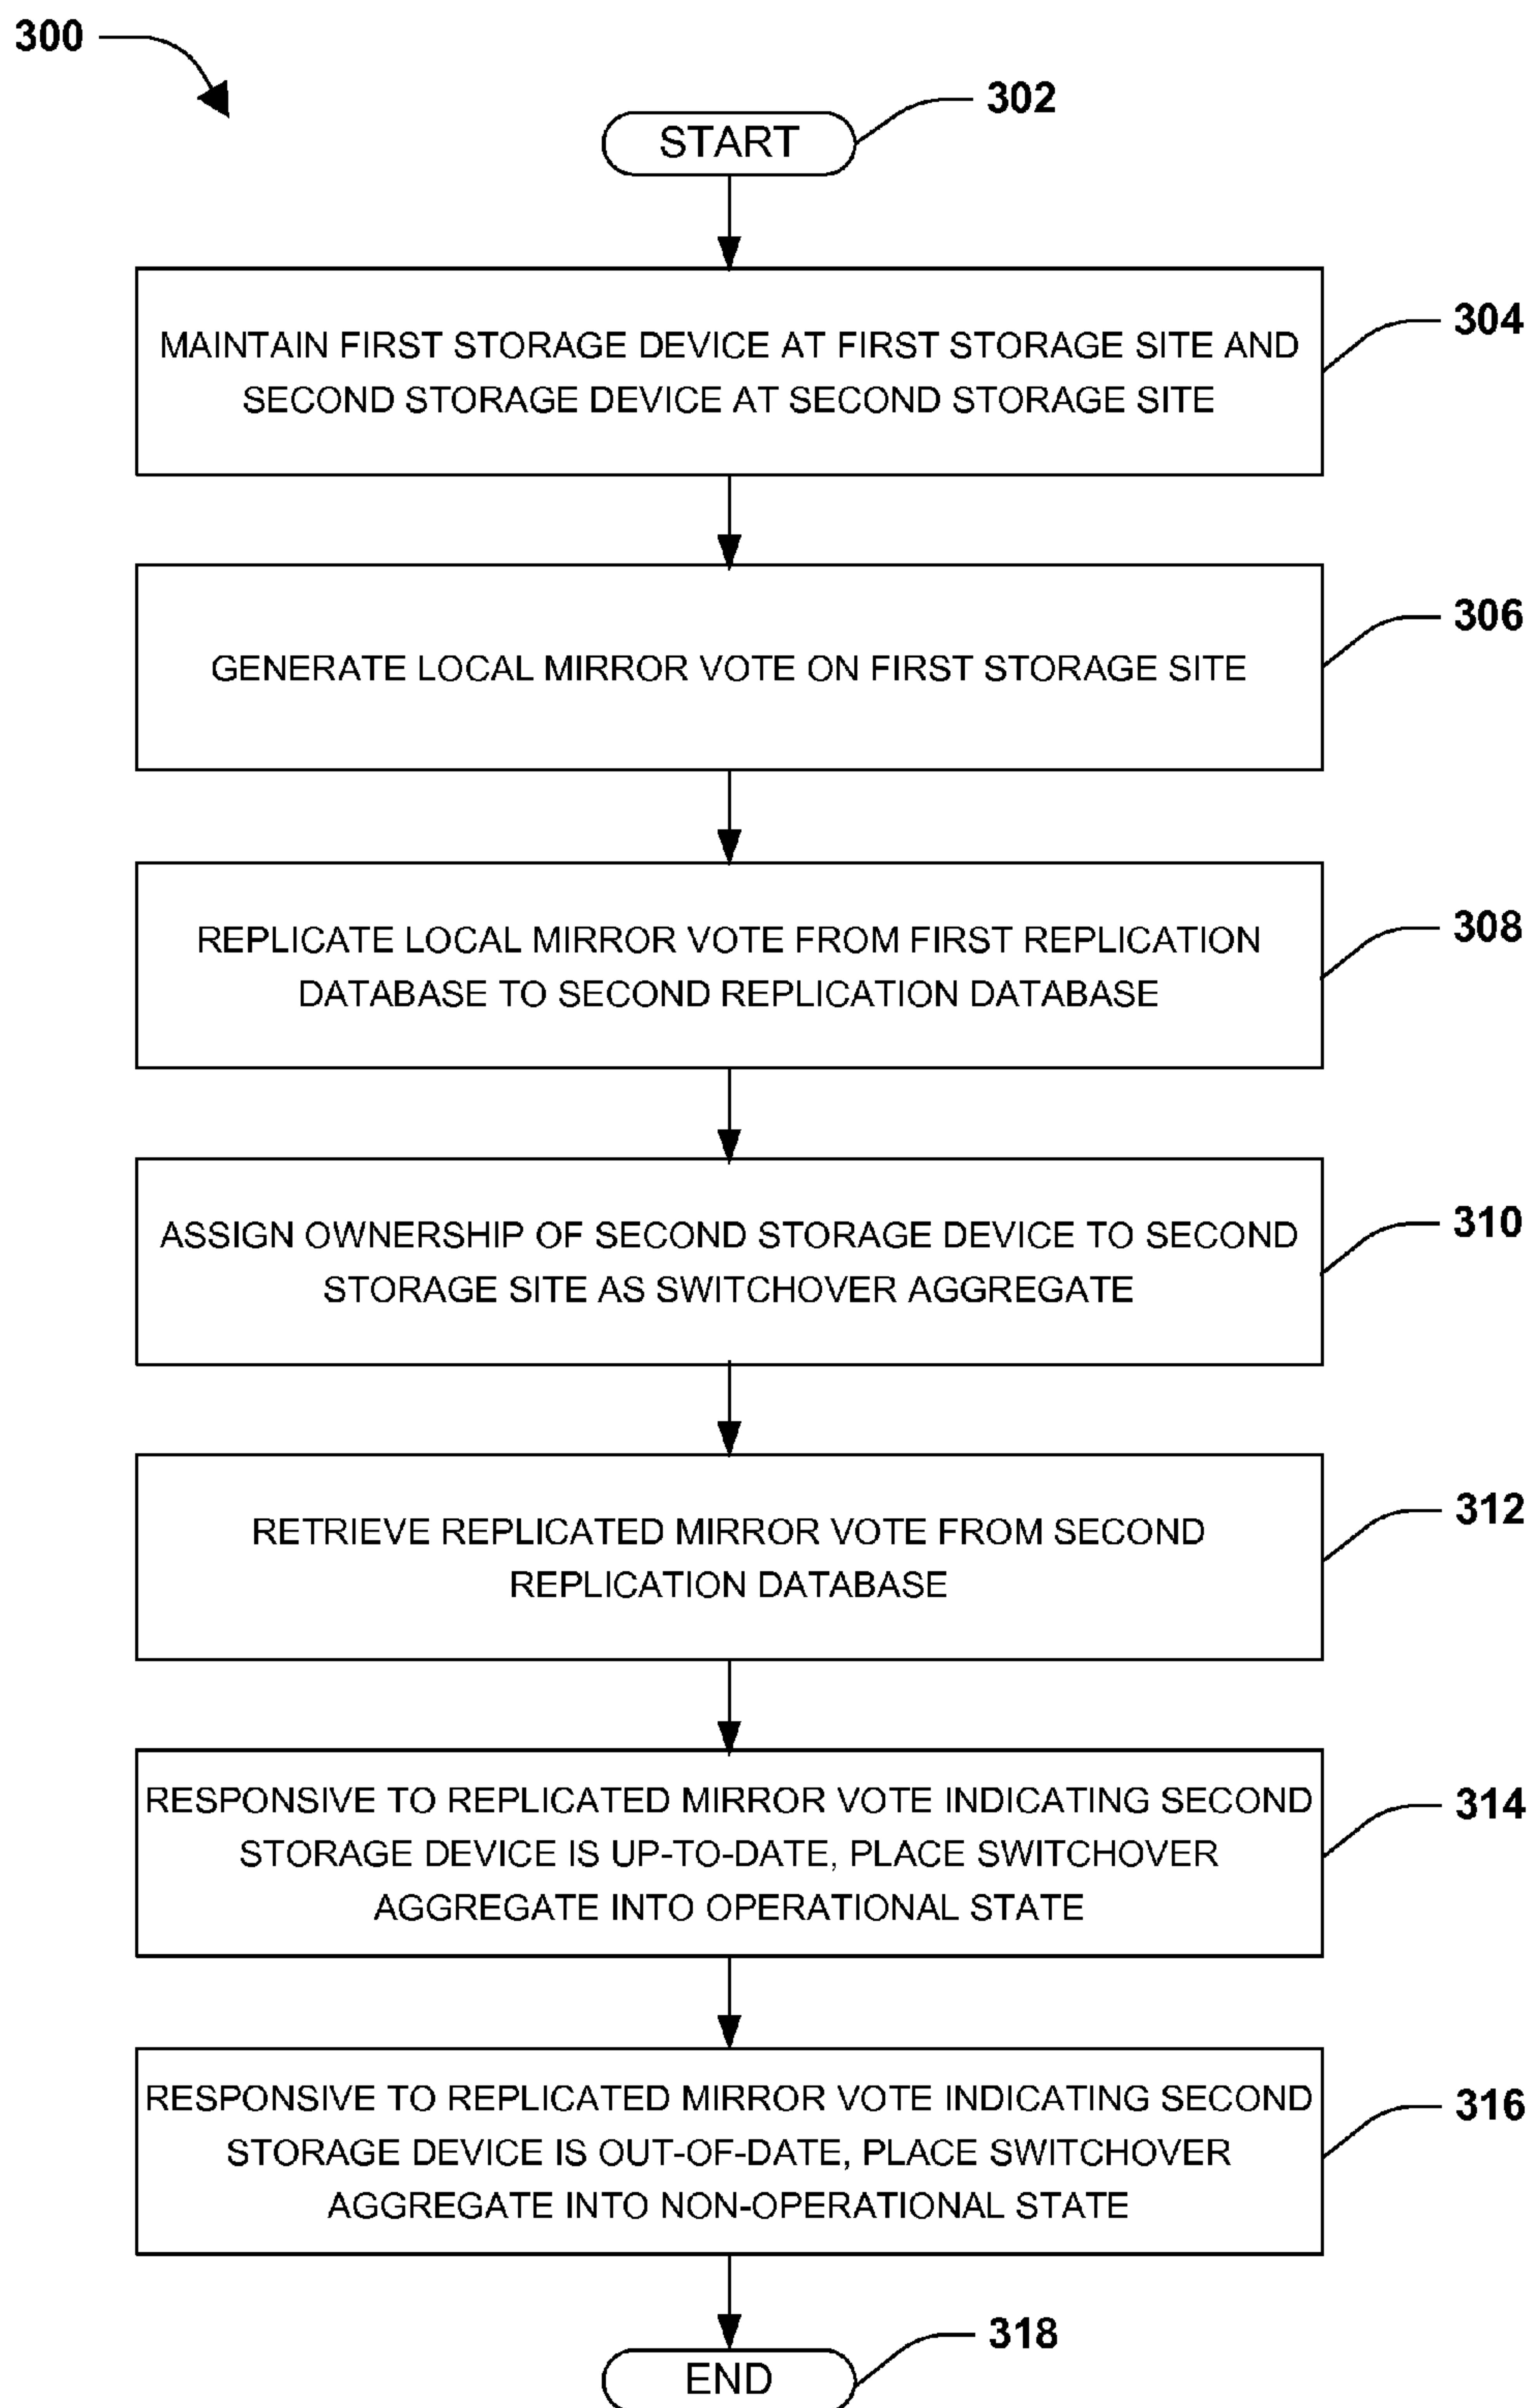 300
302
START
304
MAINTAIN FIRST STORAGE DEVICE AT FIRST STORAGE SITE AND
SECOND STORAGE DEVICE AT SECOND STORAGE SITE
306
GENERATE LOCAL MIRROR VOTE ON FIRST STORAGE SITE
308
REPLICATE LOCAL MIRROR VOTE FROM FIRST REPLICATION
DATABASE TO SECOND REPLICATION DATABASE
310
ASSIGN OWNERSHIP OF SECOND STORAGE DEVICE TO SECOND
STORAGE SITE AS SWITCHOVER AGGREGATE
312
RETRIEVE REPLICATED MIRROR VOTE FROM SECOND
REPLICATION DATABASE
314
RESPONSIVE TO REPLICATED MIRROR VOTE INDICATING SECOND
STORAGE DEVICE IS UP-TO-DATE, PLACE SWITCHOVER
AGGREGATE INTO OPERATIONAL STATE
316
RESPONSIVE TO REPLICATED MIRROR VOTE INDICATING SECOND
STORAGE DEVICE IS OUT-OF-DATE, PLACE SWITCHOVER
AGGREGATE INTO NON-OPERATIONAL STATE
318
END